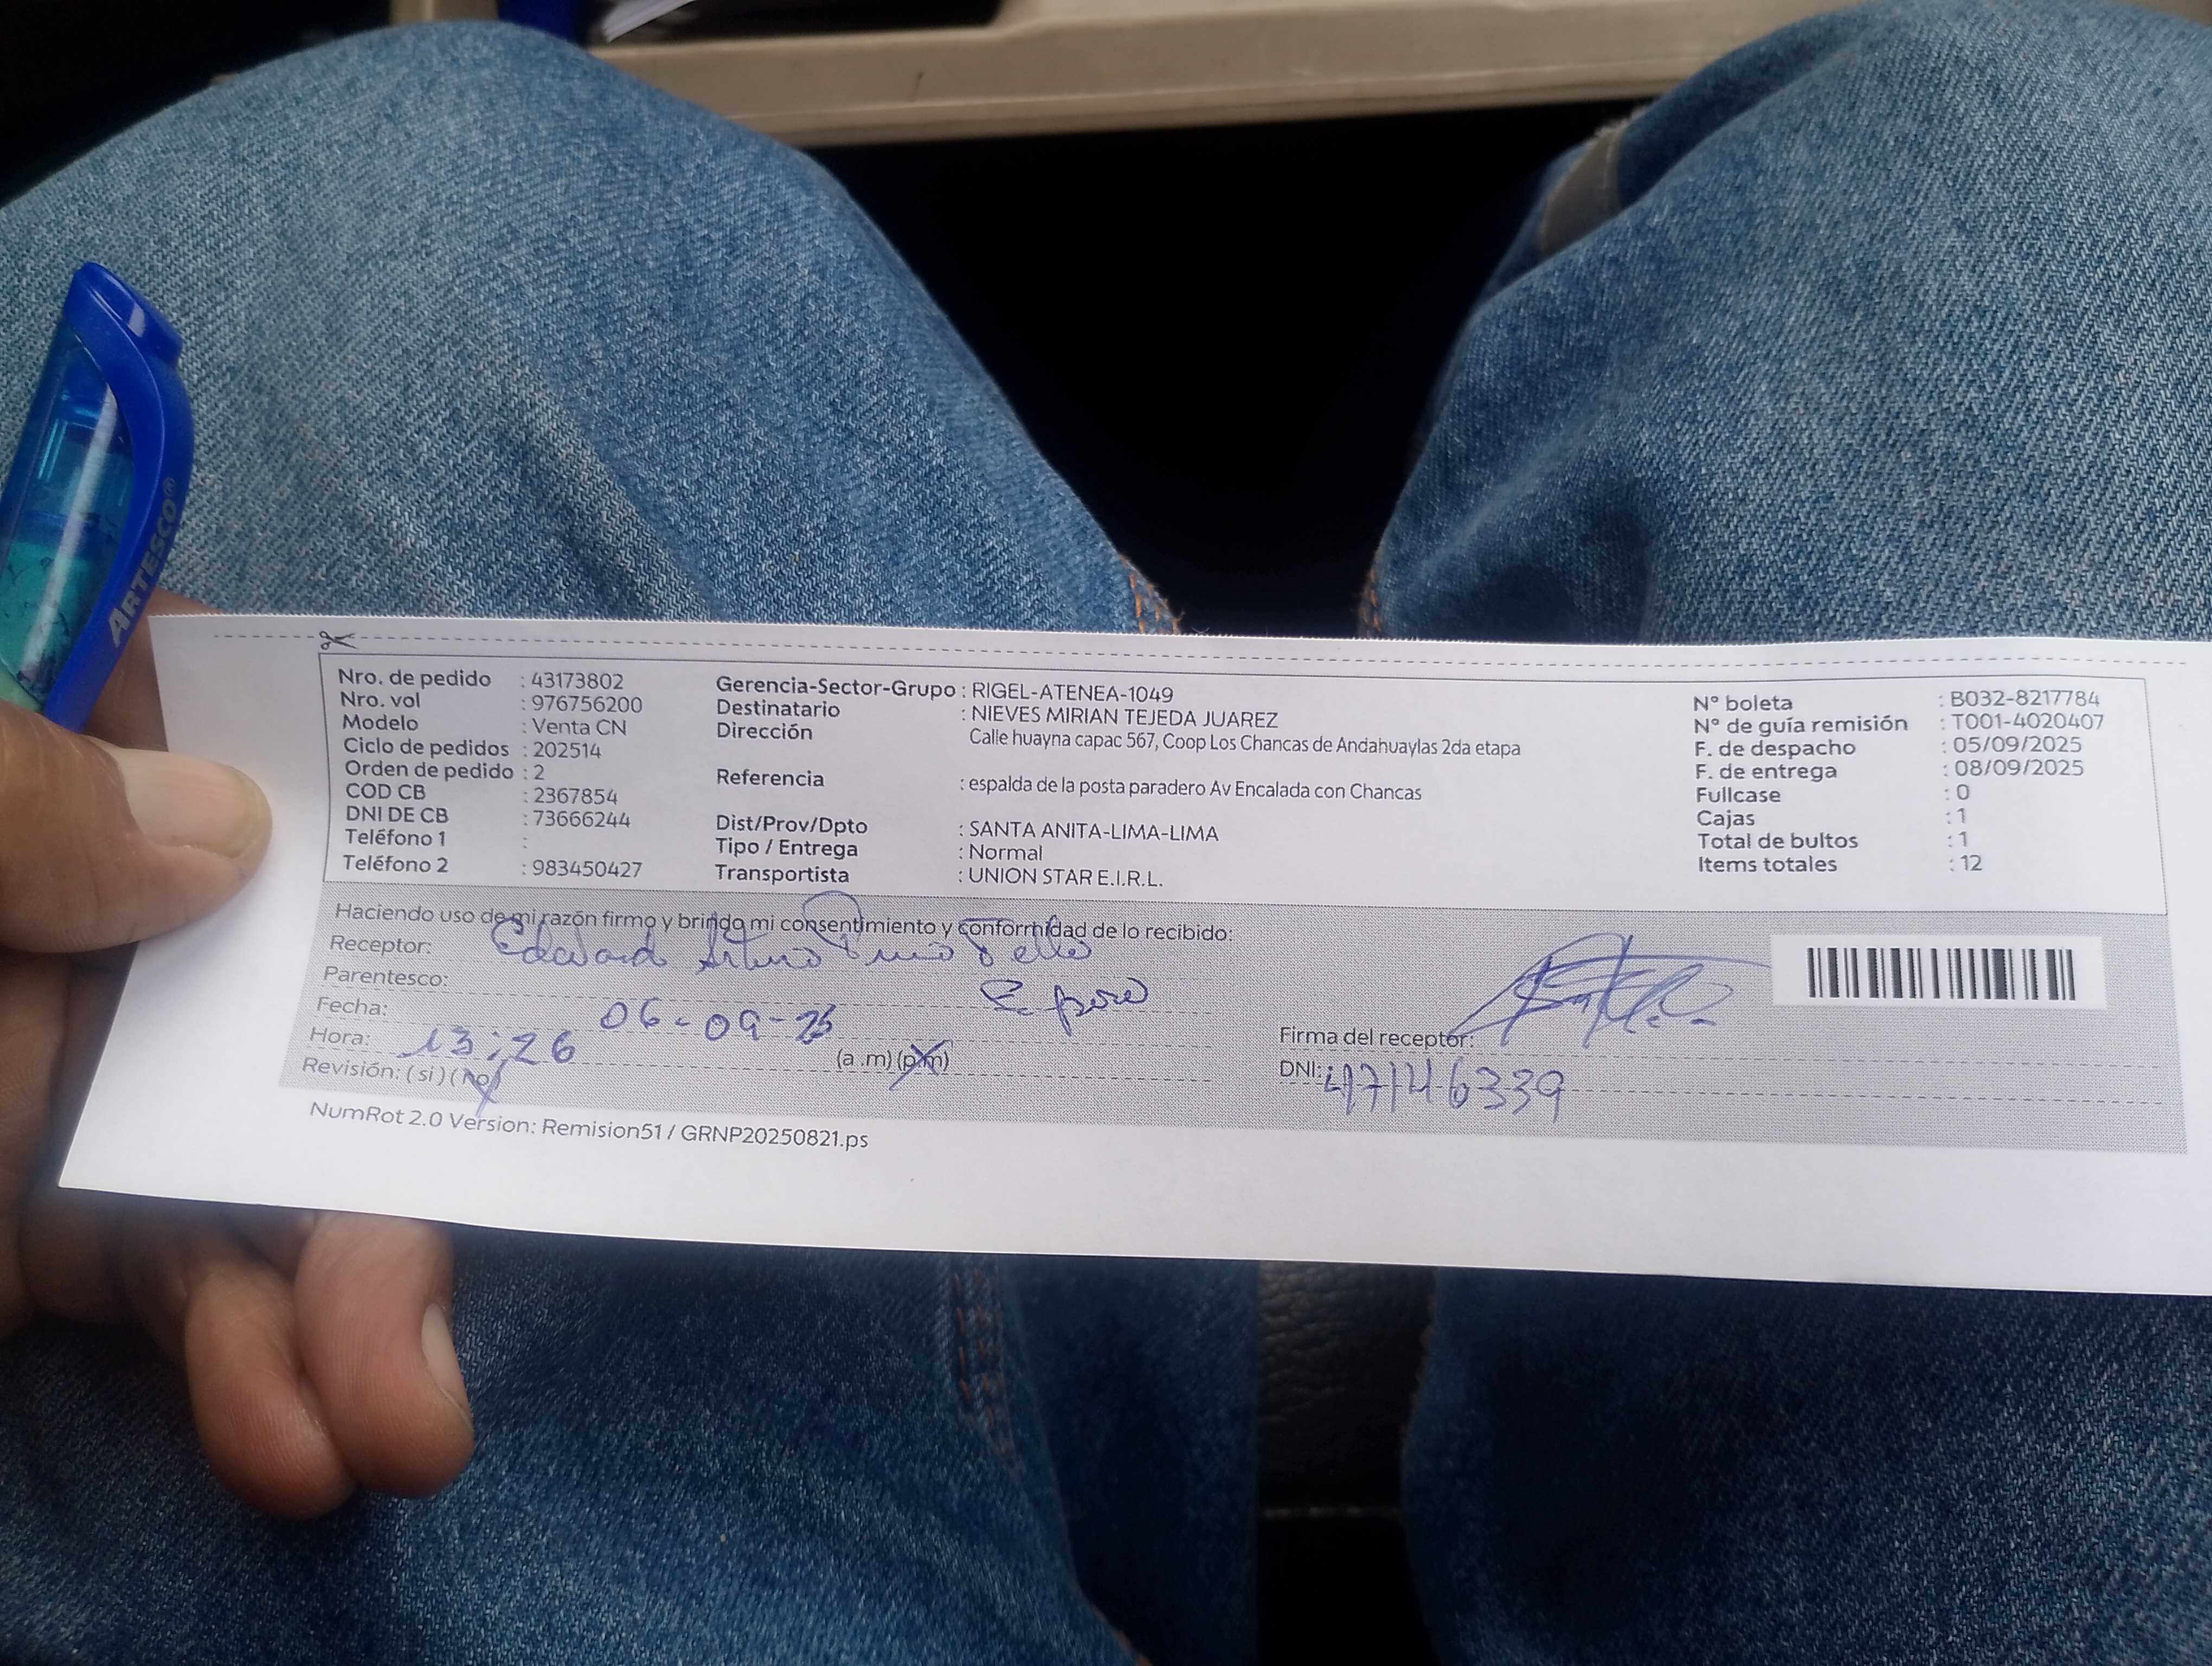 ARTESCO®
Nro. de pedido : 43173802
Nro. vol : 976756200
Modelo : Venta CN
Ciclo de pedidos : 202514
Orden de pedido : 2
COD CB : 2367854
DNI DE CB : 73666244
Teléfono 1 :
Teléfono 2 : 983450427
Gerencia-Sector-Grupo : RIGEL-ATENEA-1049
Destinatario : NIEVES MIRIAN TEJEDA JUAREZ
Dirección Calle huayna capac 567, Coop Los Chancas de Andahuaylas 2da etapa
Referencia : espalda de la posta paradero Av Encalada con Chancas
Dist/Prov/Dpto : SANTA ANITA-LIMA-LIMA
Tipo / Entrega : Normal
Transportista : UNION STAR E.I.R.L.
N° boleta : B032-8217784
N° de guía remisión : T001-4020407
F. de despacho : 05/09/2025
F. de entrega : 08/09/2025
Fullcase : 0
Cajas : 1
Total de bultos : 1
Items totales : 12
Haciendo uso de mi razón firmo y brindo mi consentimiento y conformidad de lo recibido:
Receptor: Edward Arturo
Parentesco: Esposo
Fecha: 06-09-25
Hora: 13:26 (a .m) (p.m)
Revisión: ( si ) ( no )
Firma del receptor:
DNI: 47146339
NumRot 2.0 Version: Remision51 / GRNP20250821.ps